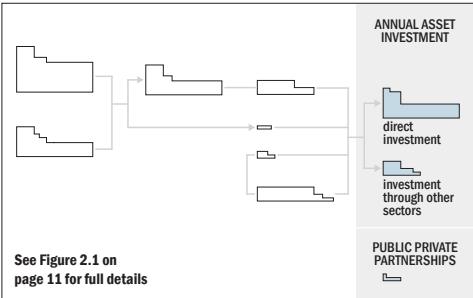 ANNUAL ASSET
INVESTMENT
direct
investment
investment
through other
sectors
See Figure 2.1 on
page 11 for full details
PUBLIC PRIVATE
PARTNERSHIPS